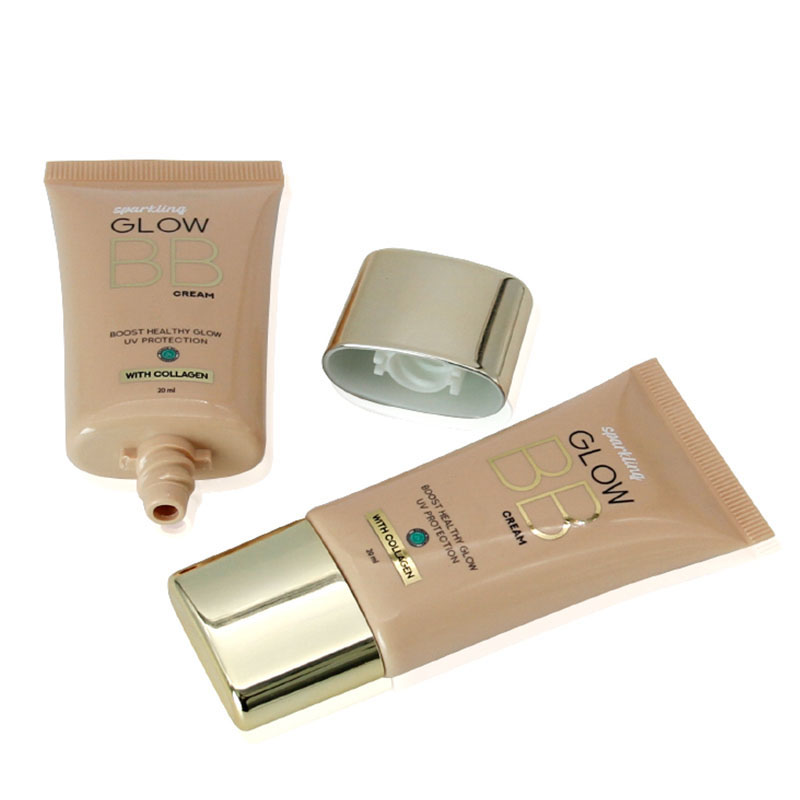 sparkling
GLOW
BB
CREAM
BOOST HEALTHY GLOW
UV PROTECTION
WITH COLLAGEN
20 ml
sparkling
GLOW
BB
CREAM
BOOST HEALTHY GLOW
UV PROTECTION
WITH COLLAGEN
20 ml